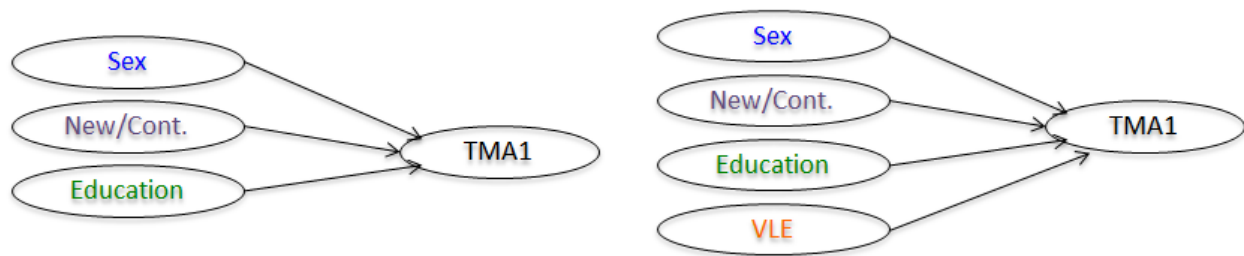 Sex
New/Cont.
Education
TMA1
Sex
New/Cont.
Education
VLE
TMA1